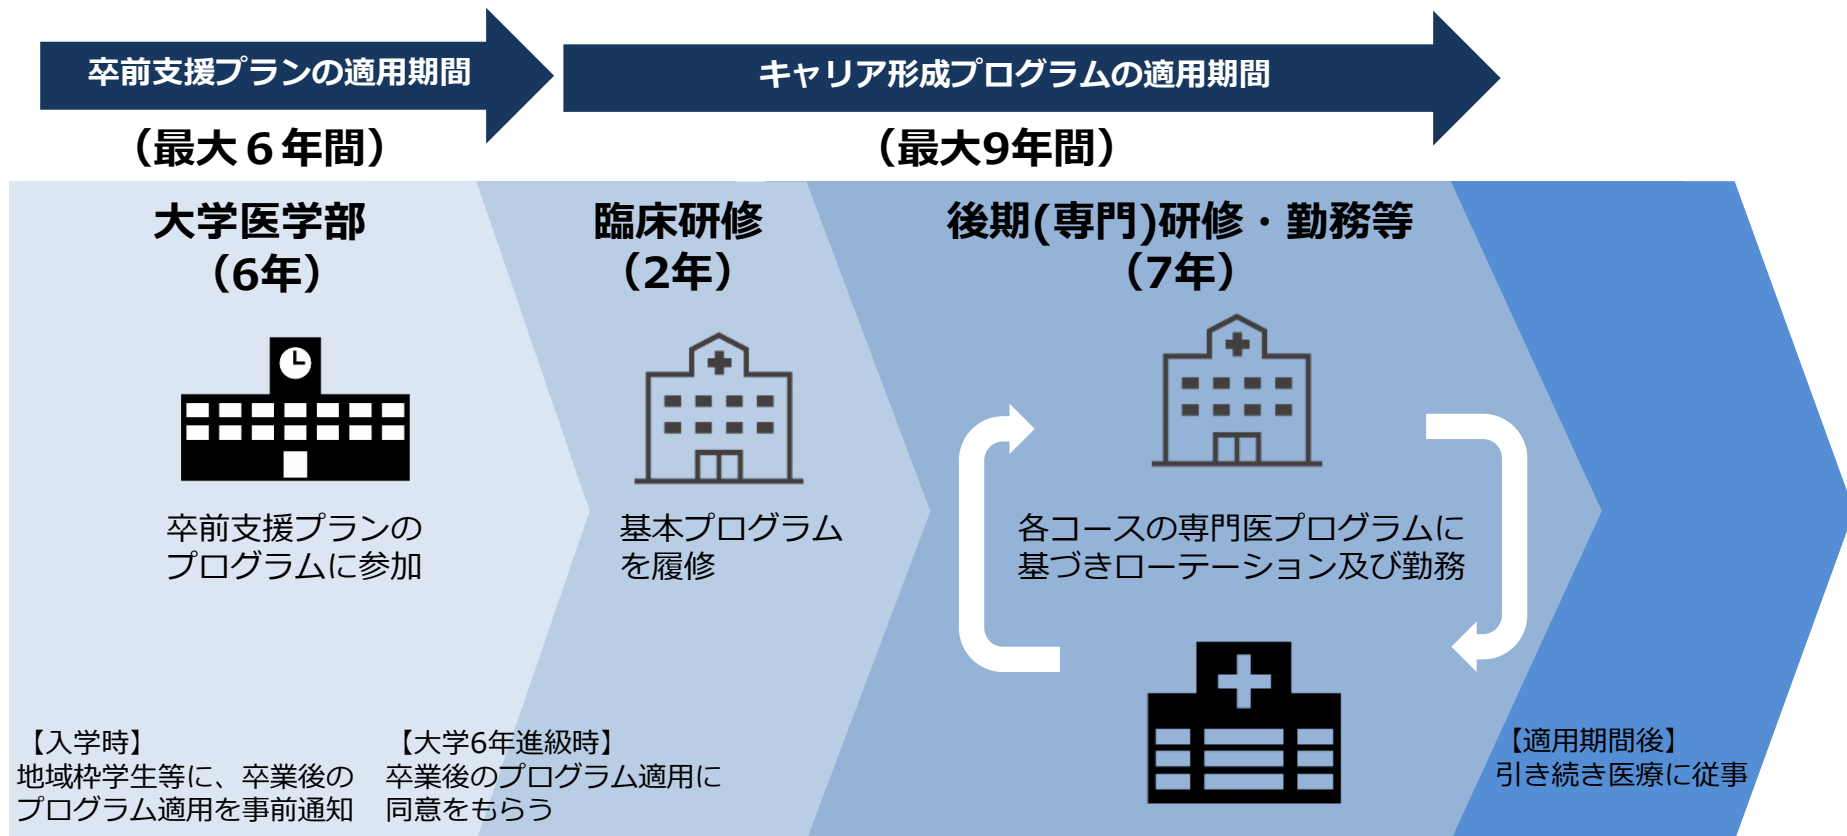 卒前支援プランの適用期間
キャリア形成プログラムの適用期間
（最大６年間）
（最大9年間）
大学医学部
（6年）
臨床研修
（2年）
後期(専門)研修・勤務等
（7年）
卒前支援プランの
プログラムに参加
基本プログラム
を履修
各コースの専門医プログラムに
基づきローテーション及び勤務
【入学時】
地域枠学生等に、卒業後の
プログラム適用を事前通知
【大学6年進級時】
卒業後のプログラム適用に
同意をもらう
【適用期間後】
引き続き医療に従事